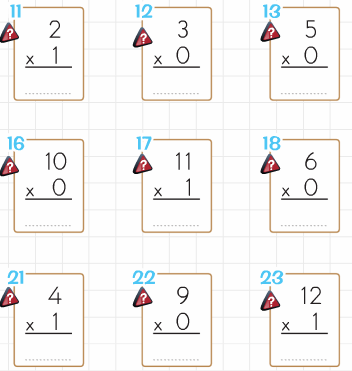 11 12 13
2 3 5
x 1 x 0 x 0
16 17 18
10 11 6
x 0 x 1 x 0
21 22 23
4 9 12
x 1 x 0 x 1